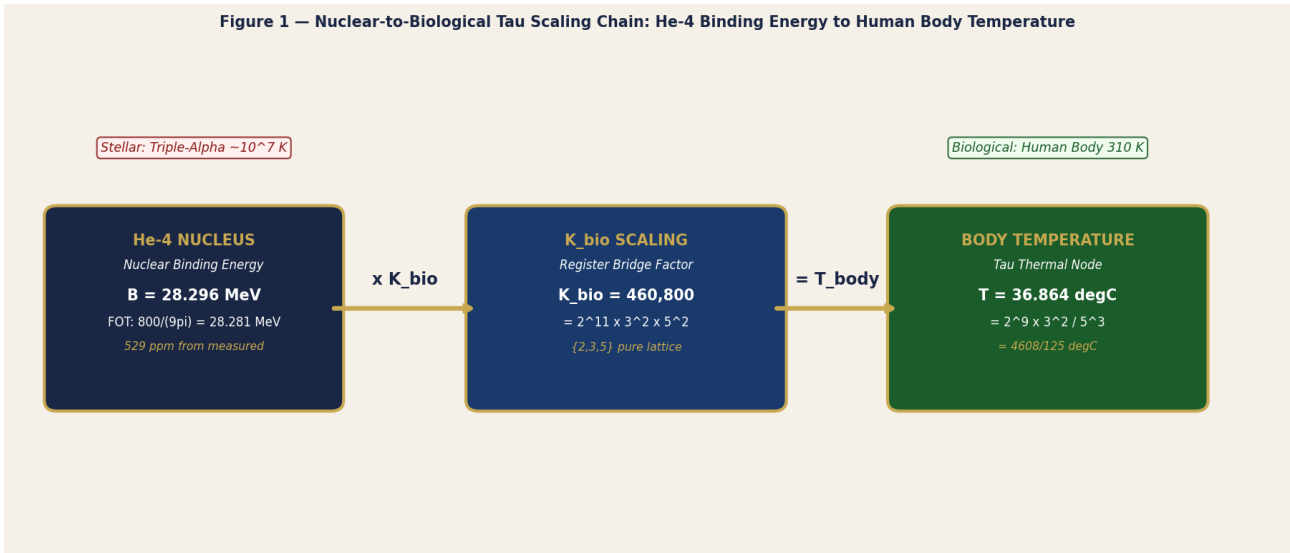 Figure 1 — Nuclear-to-Biological Tau Scaling Chain: He-4 Binding Energy to Human Body Temperature
Stellar: Triple-Alpha ~10^7 K
Biological: Human Body 310 K
He-4 NUCLEUS
Nuclear Binding Energy
B = 28.296 MeV
FOT: 800/(9pi) = 28.281 MeV
529 ppm from measured
x K_bio
K_bio SCALING
Register Bridge Factor
K_bio = 460,800
= 2^11 x 3^2 x 5^2
{2,3,5} pure lattice
= T_body
BODY TEMPERATURE
Tau Thermal Node
T = 36.864 degC
= 2^9 x 3^2 / 5^3
= 4608/125 degC